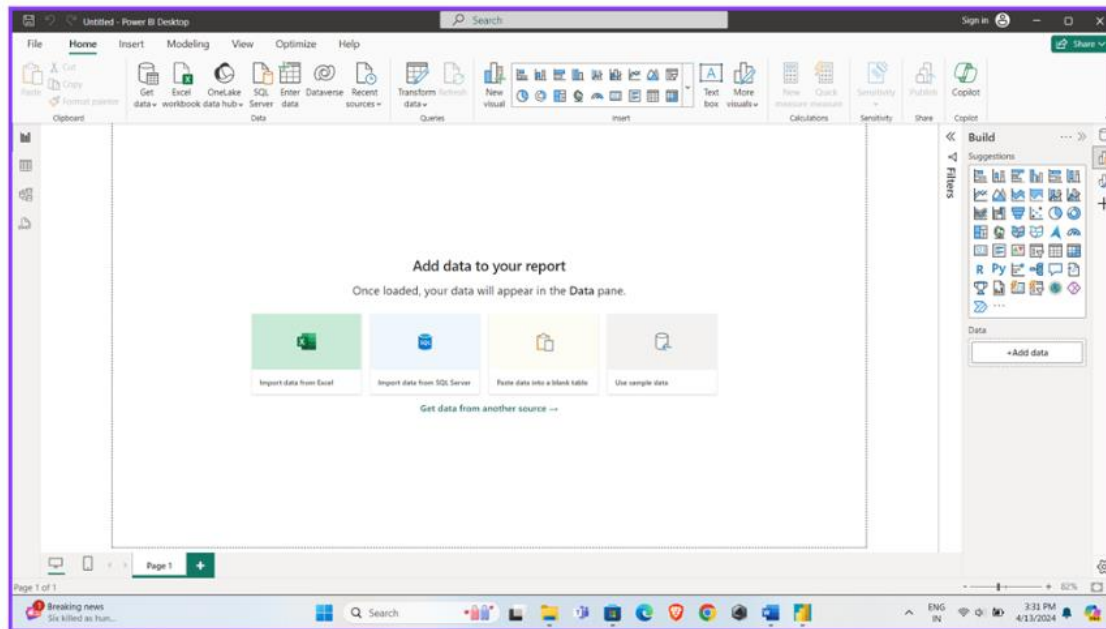 Untitled - Power BI Desktop
Search
Sign in
File Home Insert Modeling View Optimize Help
Share
Paste
Cut
Copy
Format painter
Get data
Excel workbook
OneLake data hub
SQL Server
Enter data
Dataverse
Recent sources
Transform data
Refresh
New visual
Text box
More visuals
New measure
Quick measure
Sensitivity
Publish
Copilot
Clipboard Data Queries Insert Calculations Sensitivity Share Copilot
Filters
Build
Suggestions
R Py
Data
+Add data
Add data to your report
Once loaded, your data will appear in the Data pane.
Import data from Excel
SQL
Import data from SQL Server
Paste data into a blank table
Use sample data
Get data from another source →
Page 1
Page 1 of 1
82%
Breaking news
Six killed as hun...
Search
ENG
IN
3:31 PM
4/13/2024